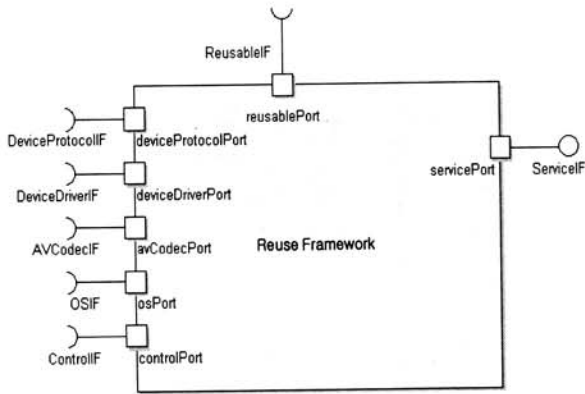 ReusableIF
reusablePort
DeviceProtocolIF
deviceProtocolPort
servicePort
ServiceIF
DeviceDriverIF
deviceDriverPort
AVCodecIF
avCodecPort
Reuse Framework
OSIF
osPort
ControlIF
controlPort